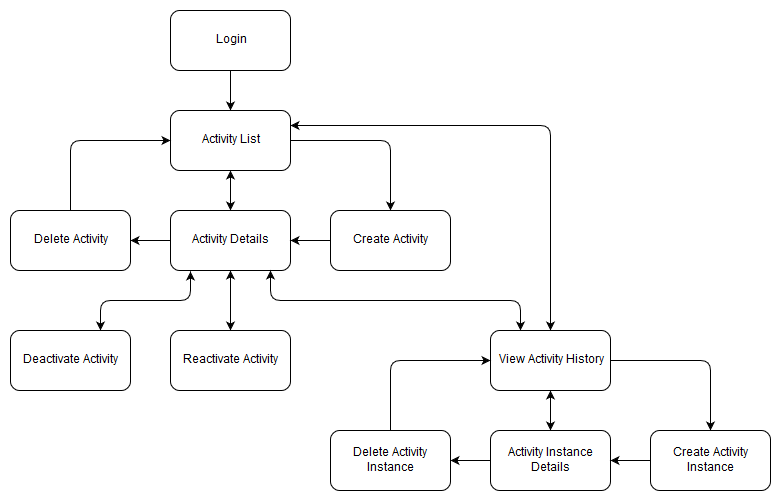 Login
Activity List
Delete Activity
Activity Details
Create Activity
Deactivate Activity
Reactivate Activity
View Activity History
Delete Activity
Instance
Activity Instance
Details
Create Activity
Instance